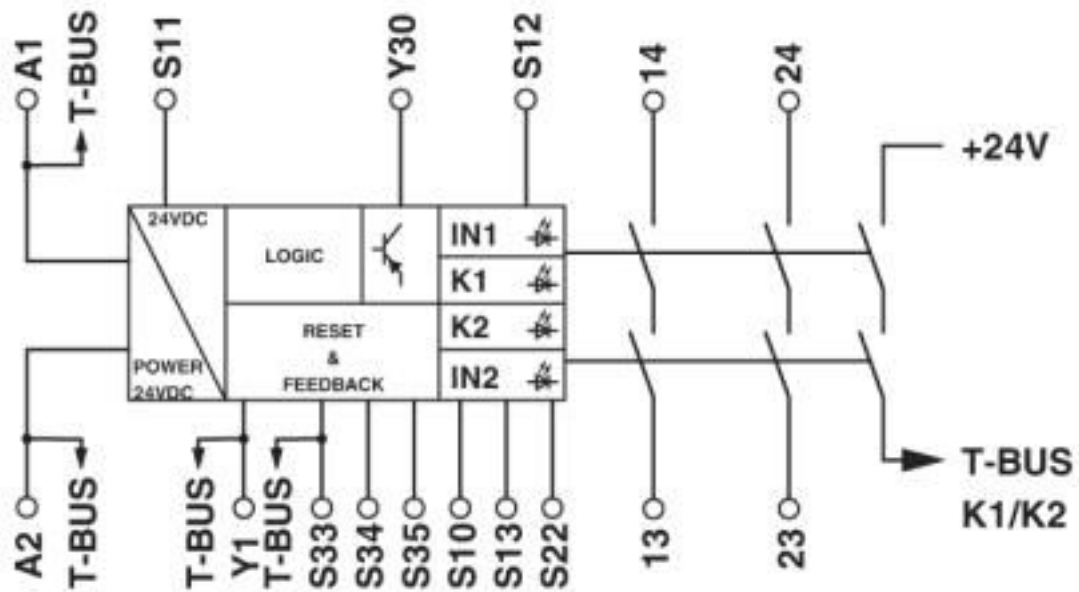 A1
T-BUS
S11
Y30
S12
14
24
+24V
24VDC
LOGIC
IN1
K1
RESET
&
FEEDBACK
K2
IN2
POWER
24VDC
T-BUS
K1/K2
A2
T-BUS
T-BUS
Y1
T-BUS
S33
S34
S35
S10
S13
S22
13
23